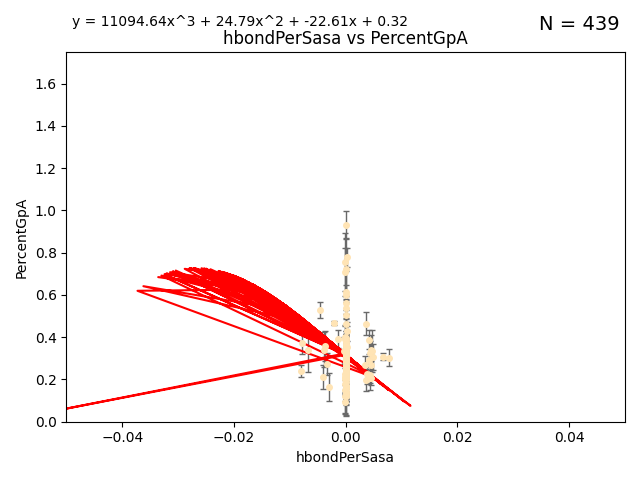 y = 11094.64x^3 + 24.79x^2 + -22.61x + 0.32
N = 439
hbondPerSasa vs PercentGpA
PercentGpA
1.6
1.4
1.2
1.0
0.8
0.6
0.4
0.2
0.0
−0.04
−0.02
0.00
0.02
0.04
hbondPerSasa